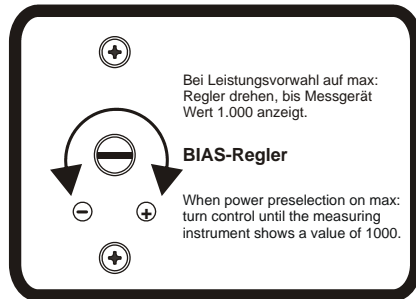 Bei Leistungsvorwahl auf max:
Regler drehen, bis Messgerät
Wert 1.000 anzeigt.
BIAS-Regler
When power preselection on max:
turn control until the measuring
instrument shows a value of 1000.